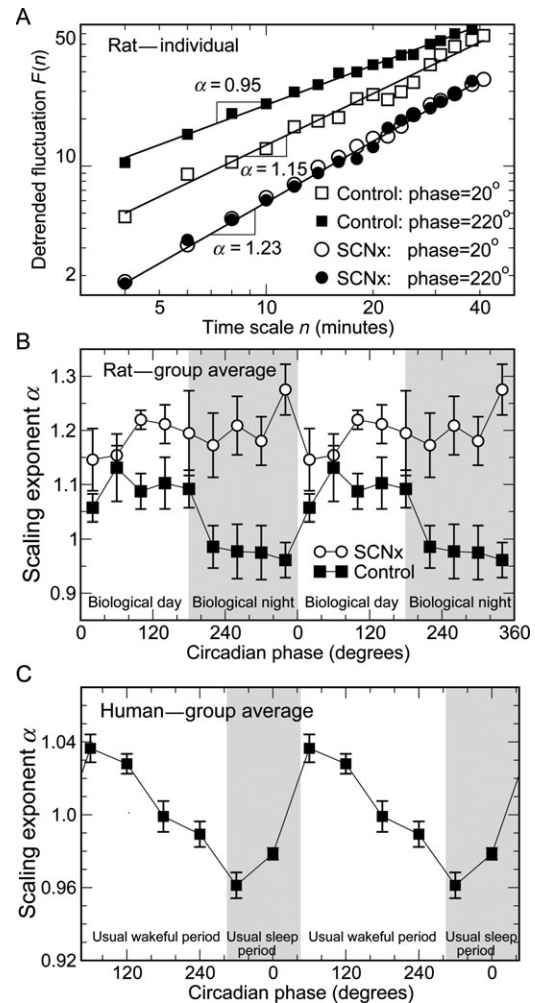 A
Rat—individual
Detrended fluctuation F(n)
50
10
5
2
α = 0.95
α = 1.15
α = 1.23
Control: phase=20°
Control: phase=220°
SCNx: phase=20°
SCNx: phase=220°
5 10 20 40
Time scale n (minutes)
B
Rat—group average
Scaling exponent α
1.3
1.2
1.1
1
0.9
SCNx
Control
Biological day Biological night Biological day Biological night
0 120 240 0 120 240 360
Circadian phase (degrees)
C
Human—group average
Scaling exponent α
1.04
1.0
0.96
0.92
Usual wakeful period Usual sleep period Usual wakeful period Usual sleep period
120 240 0 120 240 0
Circadian phase (degrees)